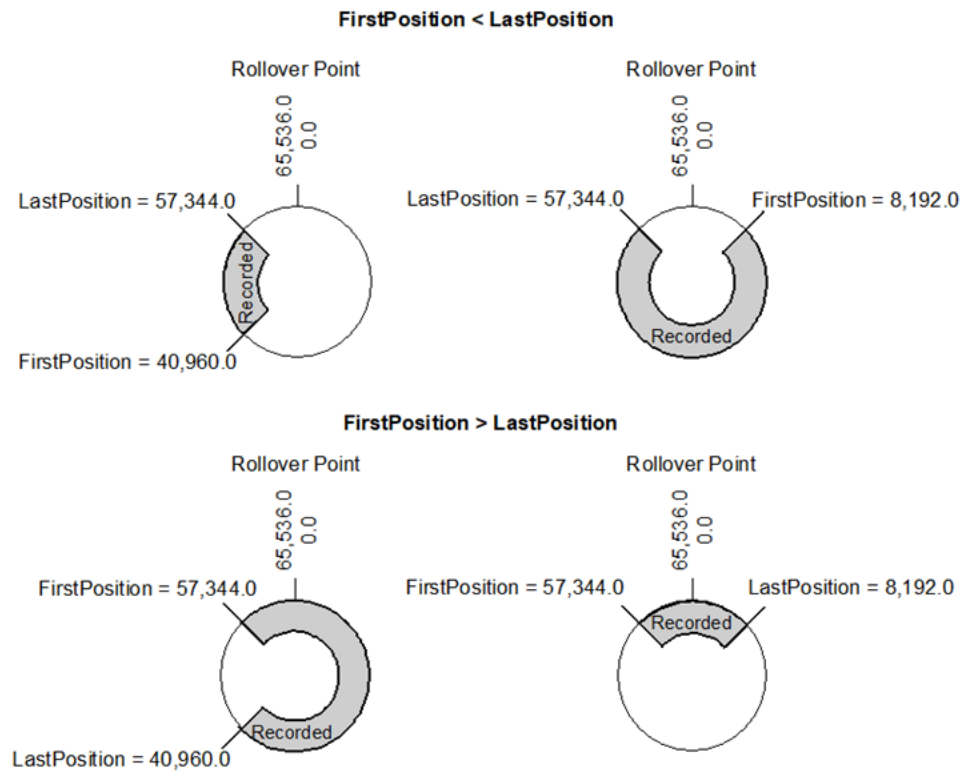 FirstPosition < LastPosition
Rollover Point
65,536.0
0.0
LastPosition = 57,344.0
Recorded
FirstPosition = 40,960.0
Rollover Point
65,536.0
0.0
LastPosition = 57,344.0
FirstPosition = 8,192.0
Recorded
FirstPosition > LastPosition
Rollover Point
65,536.0
0.0
FirstPosition = 57,344.0
Recorded
LastPosition = 40,960.0
Rollover Point
65,536.0
0.0
FirstPosition = 57,344.0
LastPosition = 8,192.0
Recorded